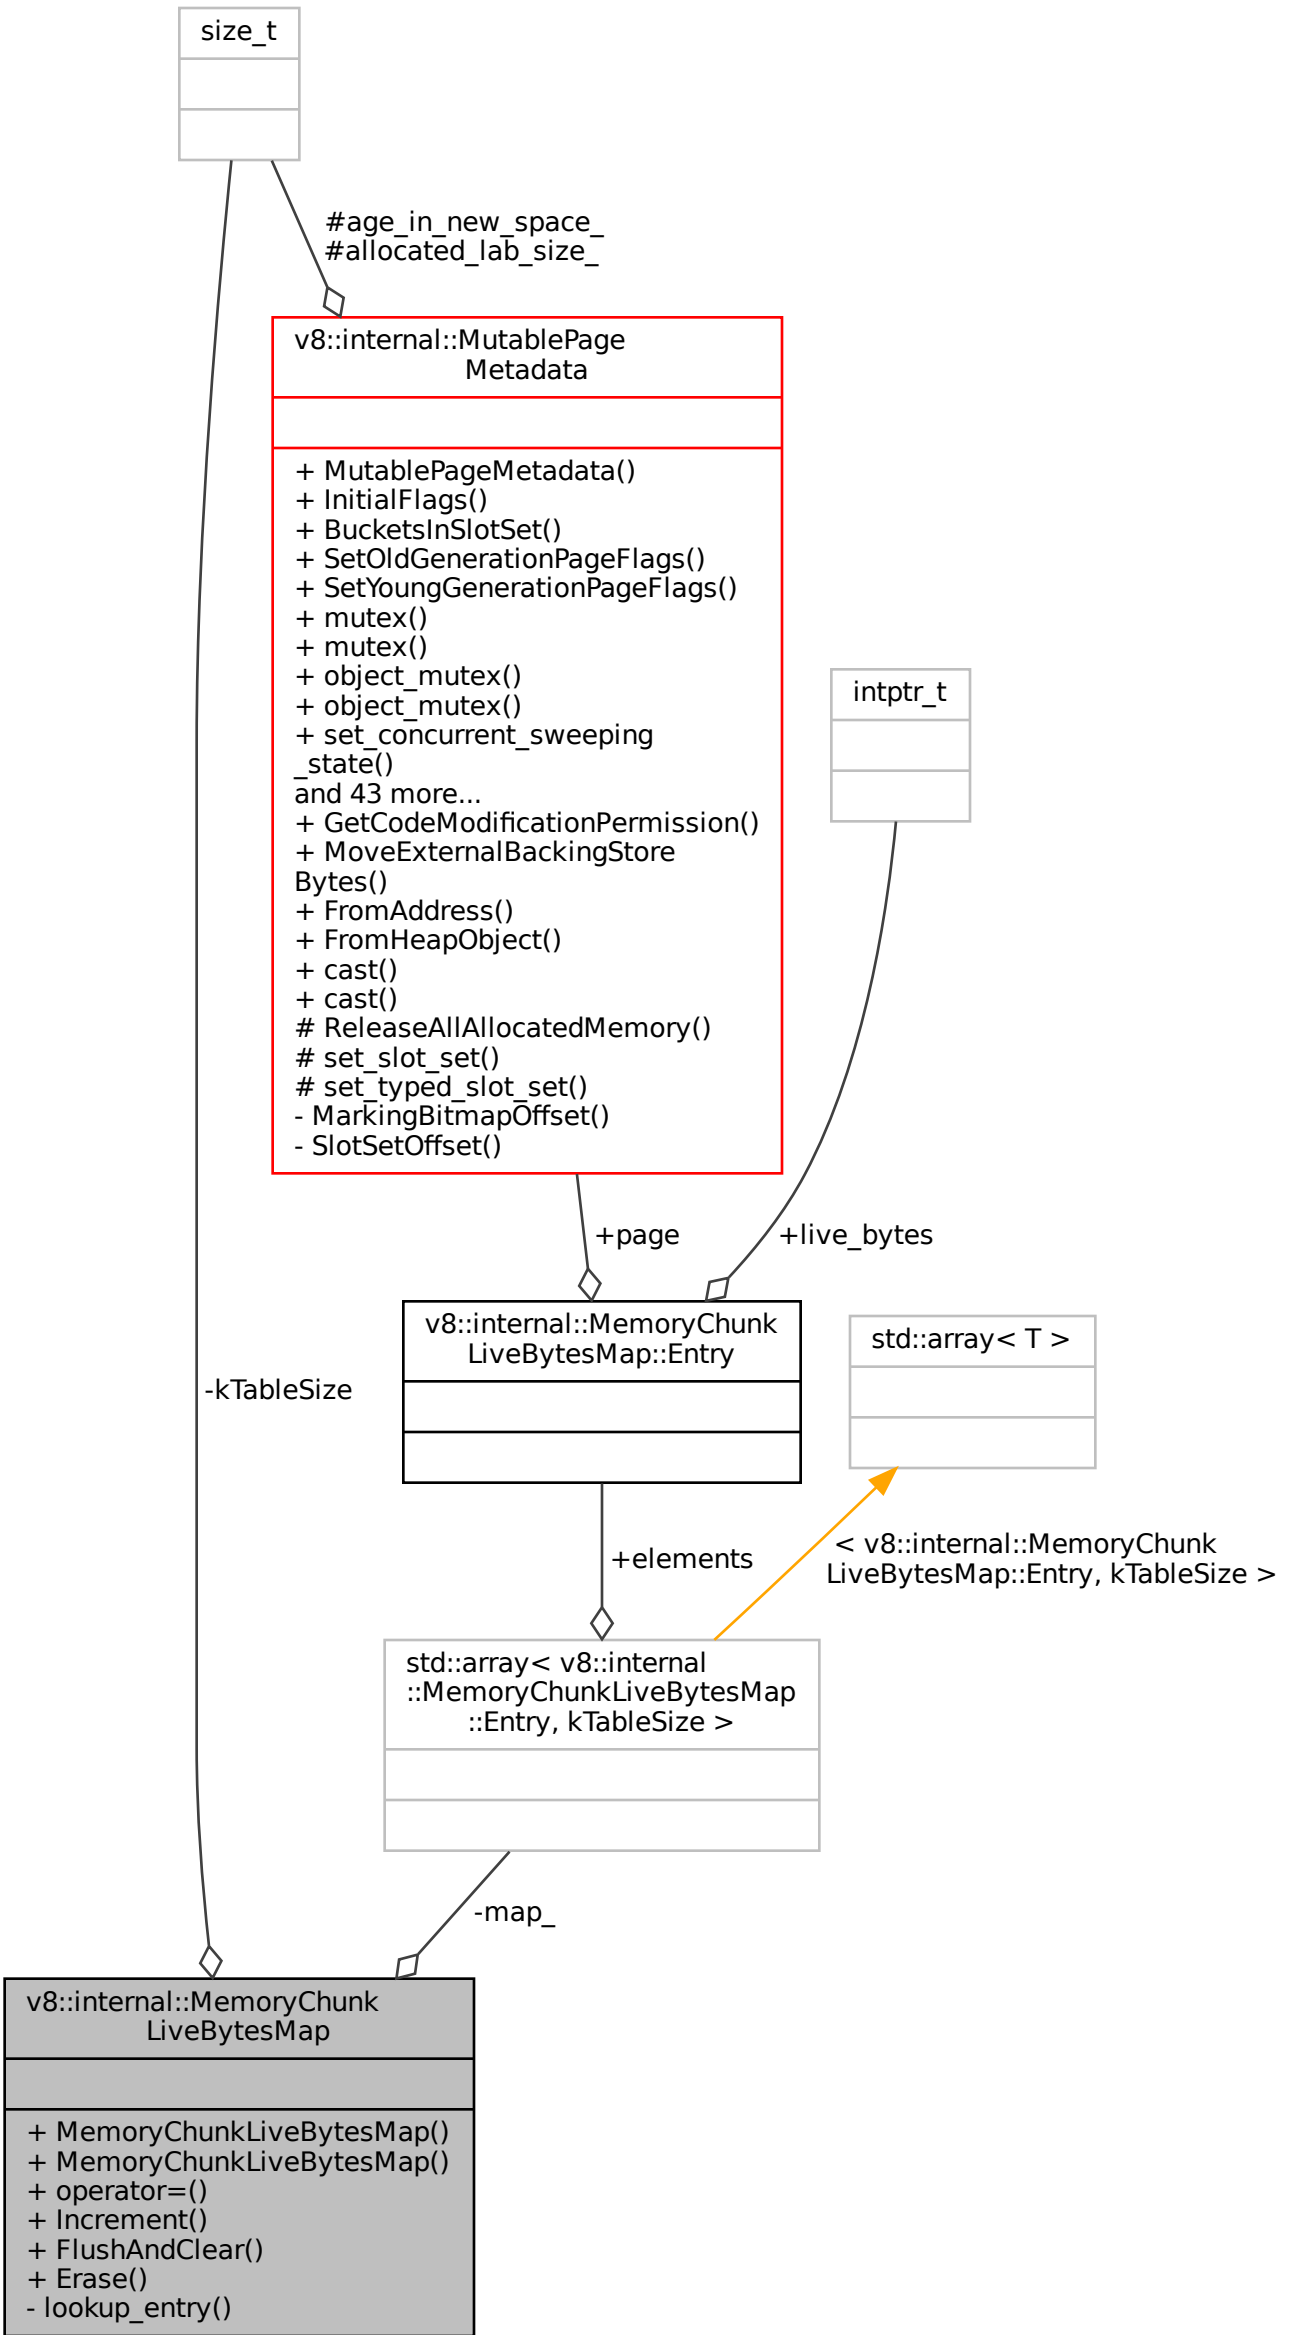 size_t
#age_in_new_space_
#allocated_lab_size_
v8::internal::MutablePage
Metadata
+ MutablePageMetadata()
+ InitialFlags()
+ BucketsInSlotSet()
+ SetOldGenerationPageFlags()
+ SetYoungGenerationPageFlags()
+ mutex()
+ mutex()
+ object_mutex()
+ object_mutex()
+ set_concurrent_sweeping
_state()
and 43 more...
+ GetCodeModificationPermission()
+ MoveExternalBackingStore
Bytes()
+ FromAddress()
+ FromHeapObject()
+ cast()
+ cast()
# ReleaseAllAllocatedMemory()
# set_slot_set()
# set_typed_slot_set()
- MarkingBitmapOffset()
- SlotSetOffset()
intptr_t
+page
+live_bytes
v8::internal::MemoryChunk
LiveBytesMap::Entry
std::array< T >
-kTableSize
+elements
< v8::internal::MemoryChunk
LiveBytesMap::Entry, kTableSize >
std::array< v8::internal
::MemoryChunkLiveBytesMap
::Entry, kTableSize >
-map_
v8::internal::MemoryChunk
LiveBytesMap
+ MemoryChunkLiveBytesMap()
+ MemoryChunkLiveBytesMap()
+ operator=()
+ Increment()
+ FlushAndClear()
+ Erase()
- lookup_entry()